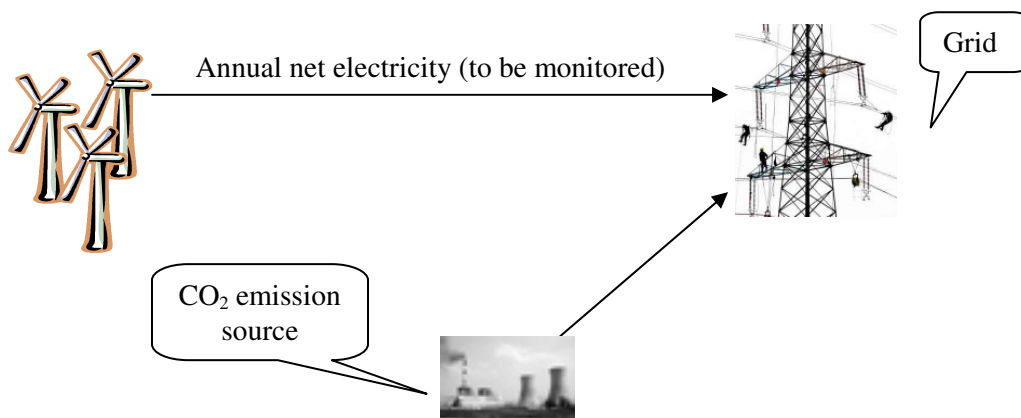 Annual net electricity (to be monitored)
Grid
CO₂ emission
source